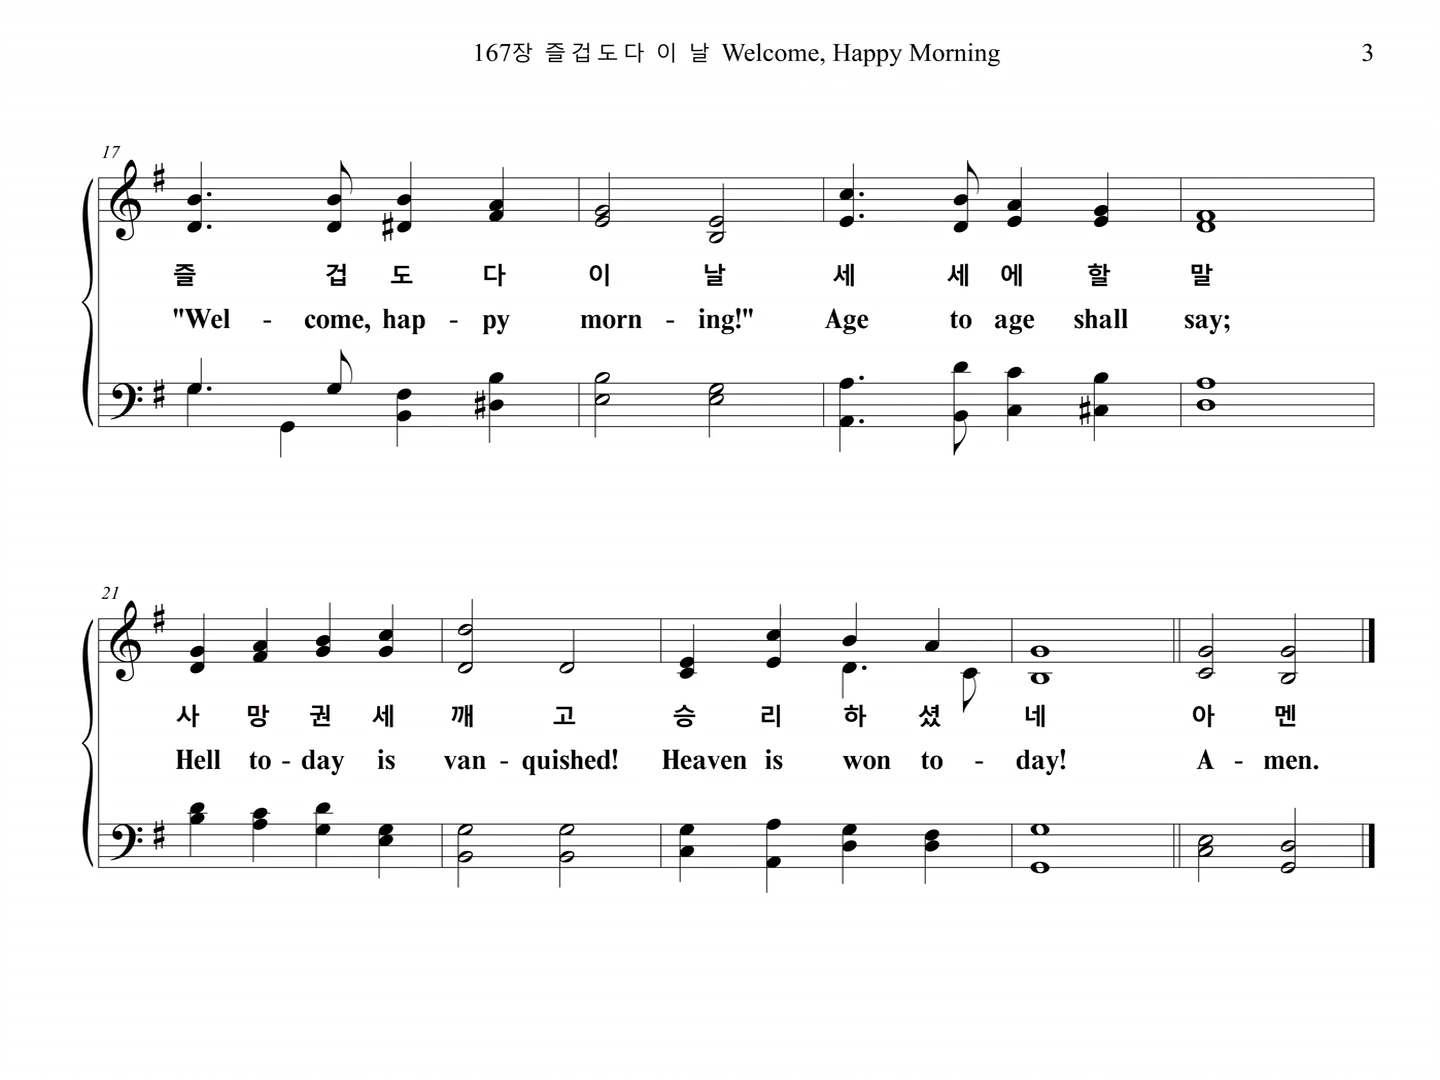 167장 즐겁도다 이 날 Welcome, Happy Morning 3
17
즐 겁 도 다 이 날 세 세 에 할 말
"Wel - come, hap - py morn - ing!" Age to age shall say;
21
사 망 권 세 깨 고 승 리 하 셨 네 아 멘
Hell to - day is van - quished! Heaven is won to - day! A - men.